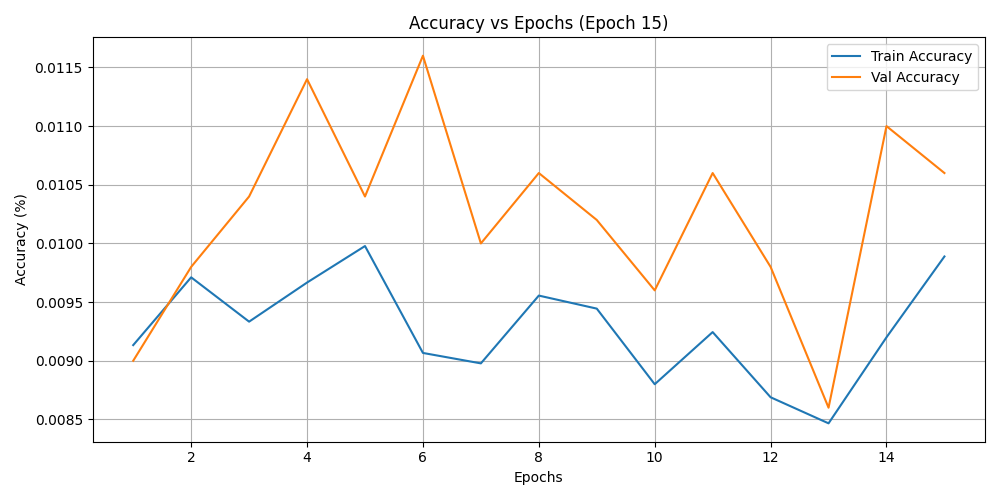 Accuracy vs Epochs (Epoch 15)
Train Accuracy
Val Accuracy
0.0115
0.0110
0.0105
0.0100
0.0095
0.0090
0.0085
Accuracy (%)
2 4 6 8 10 12 14
Epochs